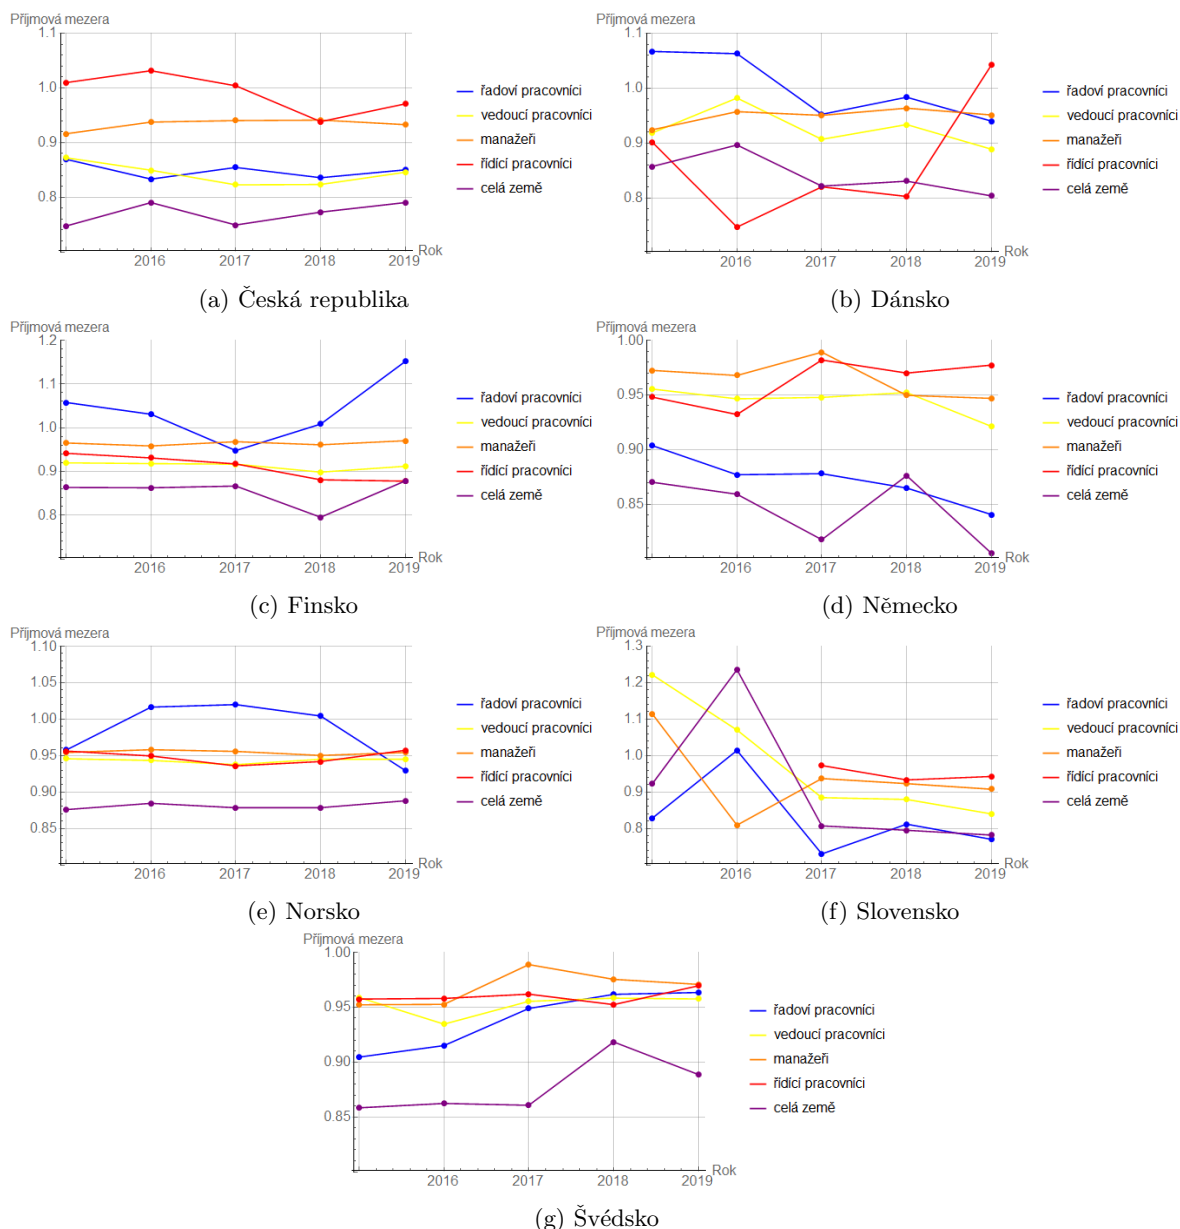 Příjmová mezera
1.1
1.0
0.9
0.8
2016 2017 2018 2019
Rok
řadoví pracovníci
vedoucí pracovníci
manažeři
řídící pracovníci
celá země
(a) Česká republika
Příjmová mezera
1.1
1.0
0.9
0.8
2016 2017 2018 2019
Rok
řadoví pracovníci
vedoucí pracovníci
manažeři
řídící pracovníci
celá země
(b) Dánsko
Příjmová mezera
1.2
1.1
1.0
0.9
0.8
2016 2017 2018 2019
Rok
řadoví pracovníci
vedoucí pracovníci
manažeři
řídící pracovníci
celá země
(c) Finsko
Příjmová mezera
1.00
0.95
0.90
0.85
2016 2017 2018 2019
Rok
řadoví pracovníci
vedoucí pracovníci
manažeři
řídící pracovníci
celá země
(d) Německo
Příjmová mezera
1.10
1.05
1.00
0.95
0.90
0.85
2016 2017 2018 2019
Rok
řadoví pracovníci
vedoucí pracovníci
manažeři
řídící pracovníci
celá země
(e) Norsko
Příjmová mezera
1.3
1.2
1.1
1.0
0.9
0.8
2016 2017 2018 2019
Rok
řadoví pracovníci
vedoucí pracovníci
manažeři
řídící pracovníci
celá země
(f) Slovensko
Příjmová mezera
1.00
0.95
0.90
0.85
2016 2017 2018 2019
Rok
řadoví pracovníci
vedoucí pracovníci
manažeři
řídící pracovníci
celá země
(g) Švédsko